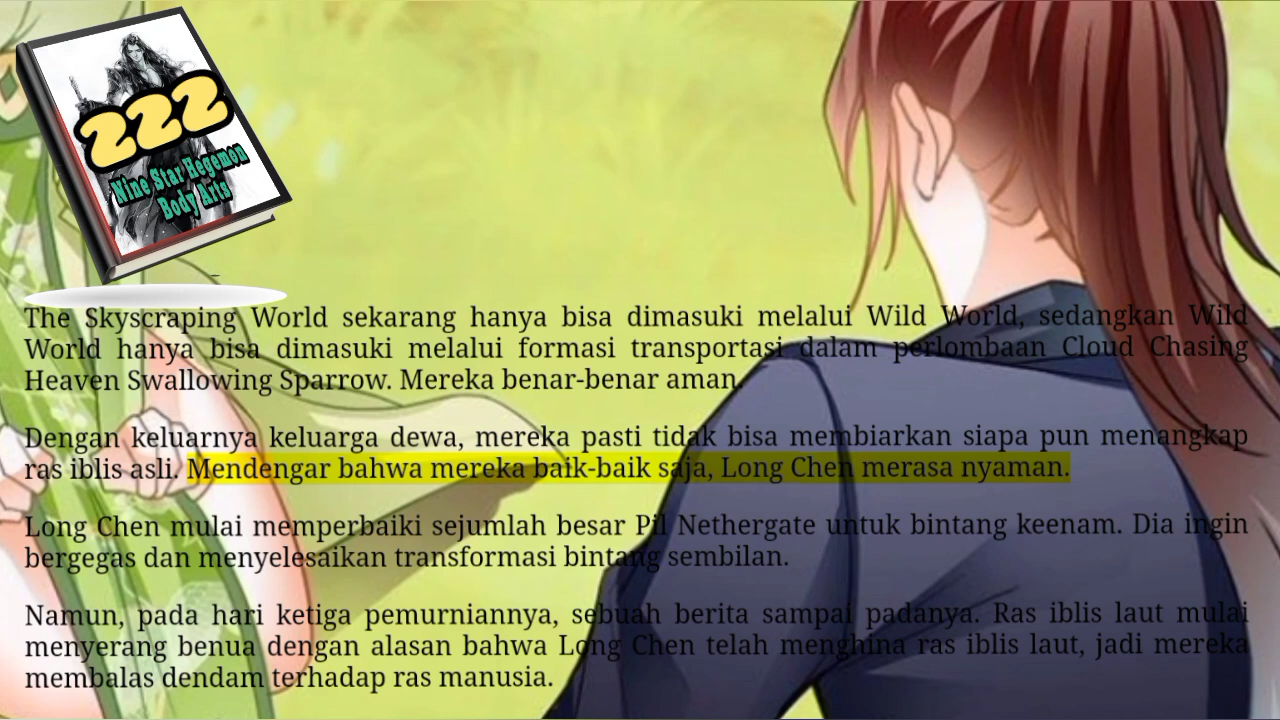 222
Nine Star Hegemon
Body Arts
The Skyscraping World sekarang hanya bisa dimasuki melalui Wild World, sedangkan Wild
World hanya bisa dimasuki melalui formasi transportasi dalam perlombaan Cloud Chasing
Heaven Swallowing Sparrow. Mereka benar-benar aman.
Dengan keluarnya keluarga dewa, mereka pasti tidak bisa membiarkan siapa pun menangkap
ras iblis asli. Mendengar bahwa mereka baik-baik saja, Long Chen merasa nyaman.
Long Chen mulai memperbaiki sejumlah besar Pil Nethergate untuk bintang keenam. Dia ingin
bergegas dan menyelesaikan transformasi bintang sembilan.
Namun, pada hari ketiga pemurniannya, sebuah berita sampai padanya. Ras iblis laut mulai
menyerang benua dengan alasan bahwa Long Chen telah menghina ras iblis laut, jadi mereka
membalas dendam terhadap ras manusia.